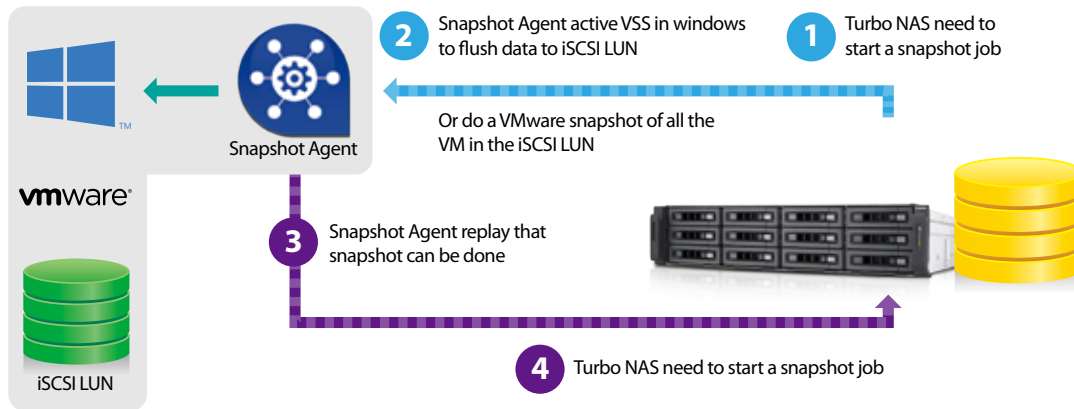 2
Snapshot Agent active VSS in windows
to flush data to iSCSI LUN
1
Turbo NAS need to
start a snapshot job
TM
Or do a VMware snapshot of all the
VM in the iSCSI LUN
Snapshot Agent
vmware®
3
Snapshot Agent replay that
snapshot can be done
4
Turbo NAS need to start a snapshot job
iSCSI LUN